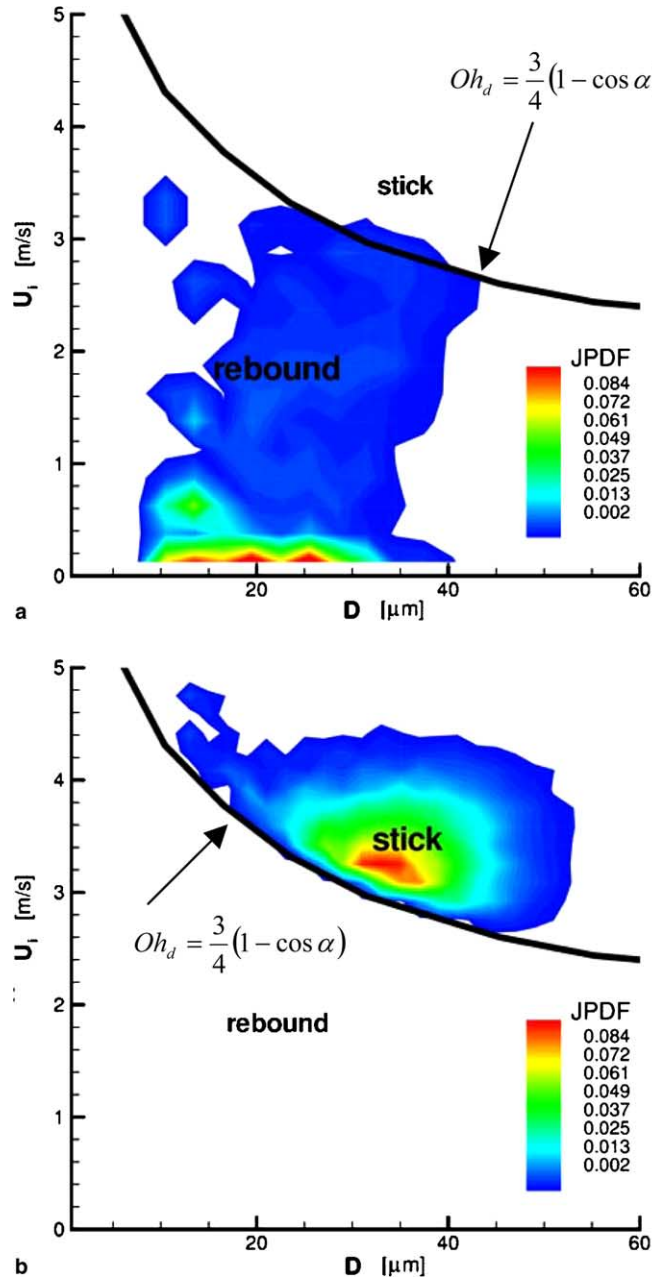 5
Oh_d = 3/4 (1 − cos α
4
stick
3
U_i [m/s]
2
rebound
JPDF
0.084
0.072
0.061
0.049
0.037
0.025
0.013
0.002
1
0
20 40 60
a D [μm]
5
4
stick
3
U_i [m/s]
Oh_d = 3/4 (1 − cos α)
2
rebound
JPDF
0.084
0.072
0.061
0.049
0.037
0.025
0.013
0.002
1
0
20 40 60
b D [μm]